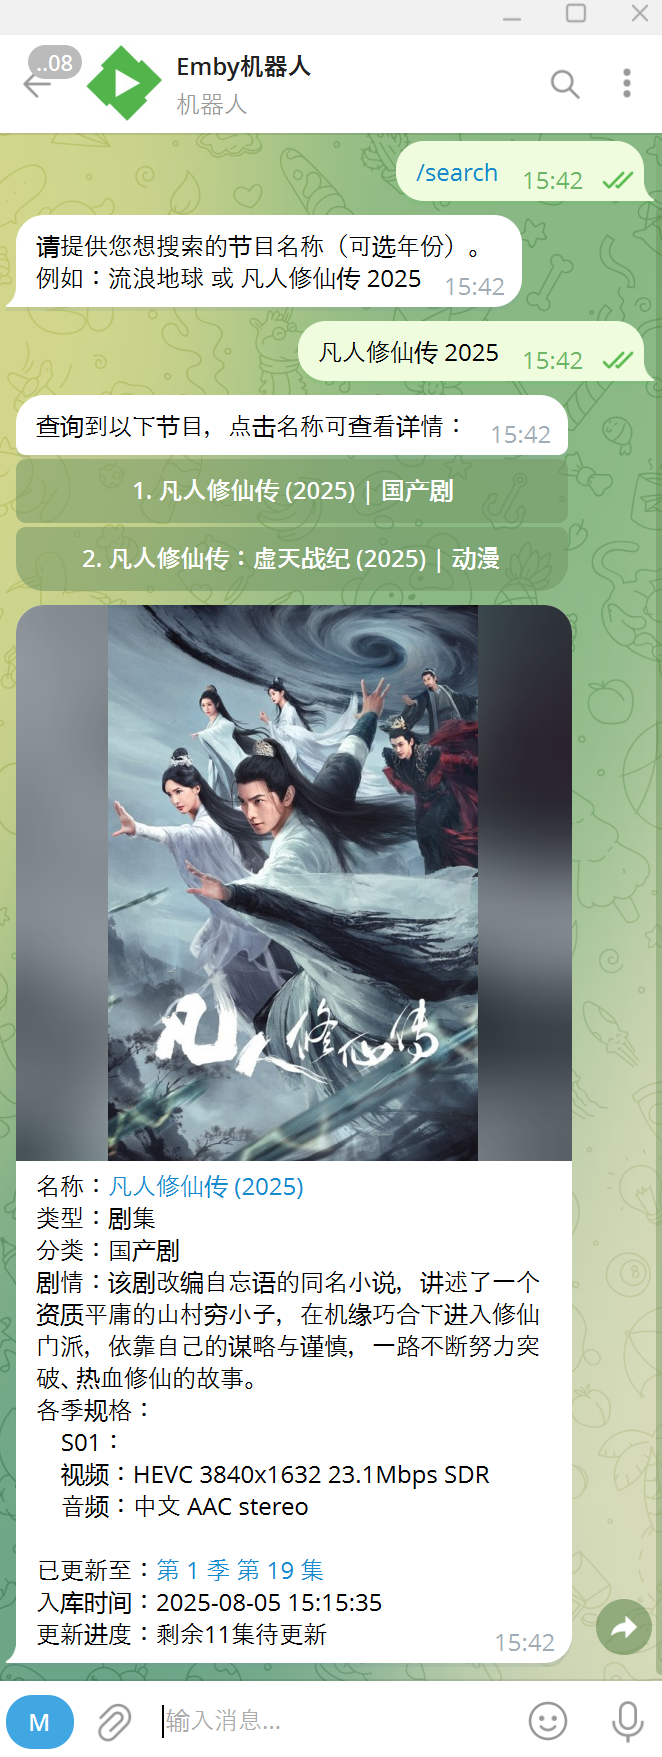 ..08
Emby机器人
机器人
/search 15:42
请提供您想搜索的节目名称（可选年份）。
例如：流浪地球 或 凡人修仙传 2025 15:42
凡人修仙传 2025 15:42
查询到以下节目，点击名称可查看详情： 15:42
1. 凡人修仙传 (2025) | 国产剧
2. 凡人修仙传：虚天战纪 (2025) | 动漫
凡人修仙传
名称：凡人修仙传 (2025)
类型：剧集
分类：国产剧
剧情：该剧改编自忘语的同名小说，讲述了一个
资质平庸的山村穷小子，在机缘巧合下进入修仙
门派，依靠自己的谋略与谨慎，一路不断努力突
破、热血修仙的故事。
各季规格：
S01：
视频：HEVC 3840x1632 23.1Mbps SDR
音频：中文 AAC stereo
已更新至：第 1 季 第 19 集
入库时间：2025-08-05 15:15:35
更新进度：剩余11集待更新 15:42
M
输入消息...